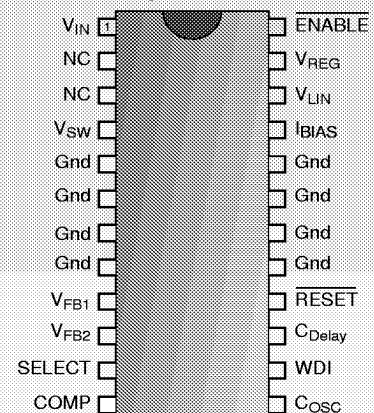 VIN 1 ENABLE
NC VREG
NC VLIN
VSW IBIAS
Gnd Gnd
Gnd Gnd
Gnd Gnd
Gnd Gnd
VFB1 RESET
VFB2 CDelay
SELECT WDI
COMP COSC